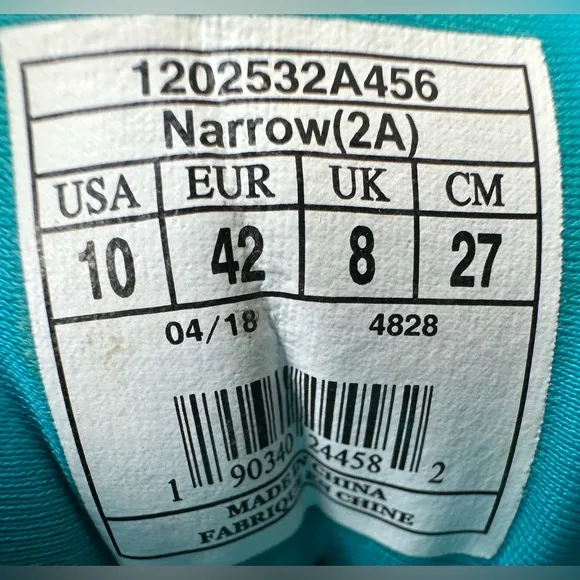 1202532A456
Narrow(2A)
USA EUR UK CM
10 42 8 27
04/18 4828
1 90340 24458 2
MADE IN CHINA
FABRIQUÉ EN CHINE